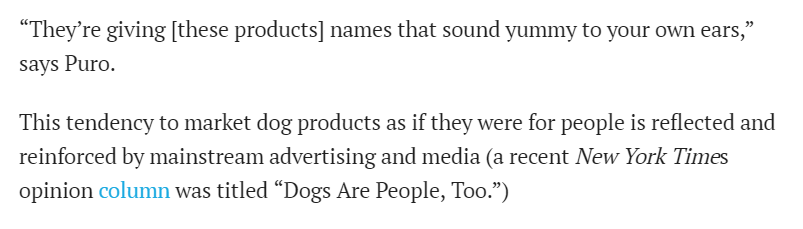 “They’re giving [these products] names that sound yummy to your own ears,”
says Puro.
This tendency to market dog products as if they were for people is reflected and
reinforced by mainstream advertising and media (a recent New York Times
opinion column was titled “Dogs Are People, Too.”)